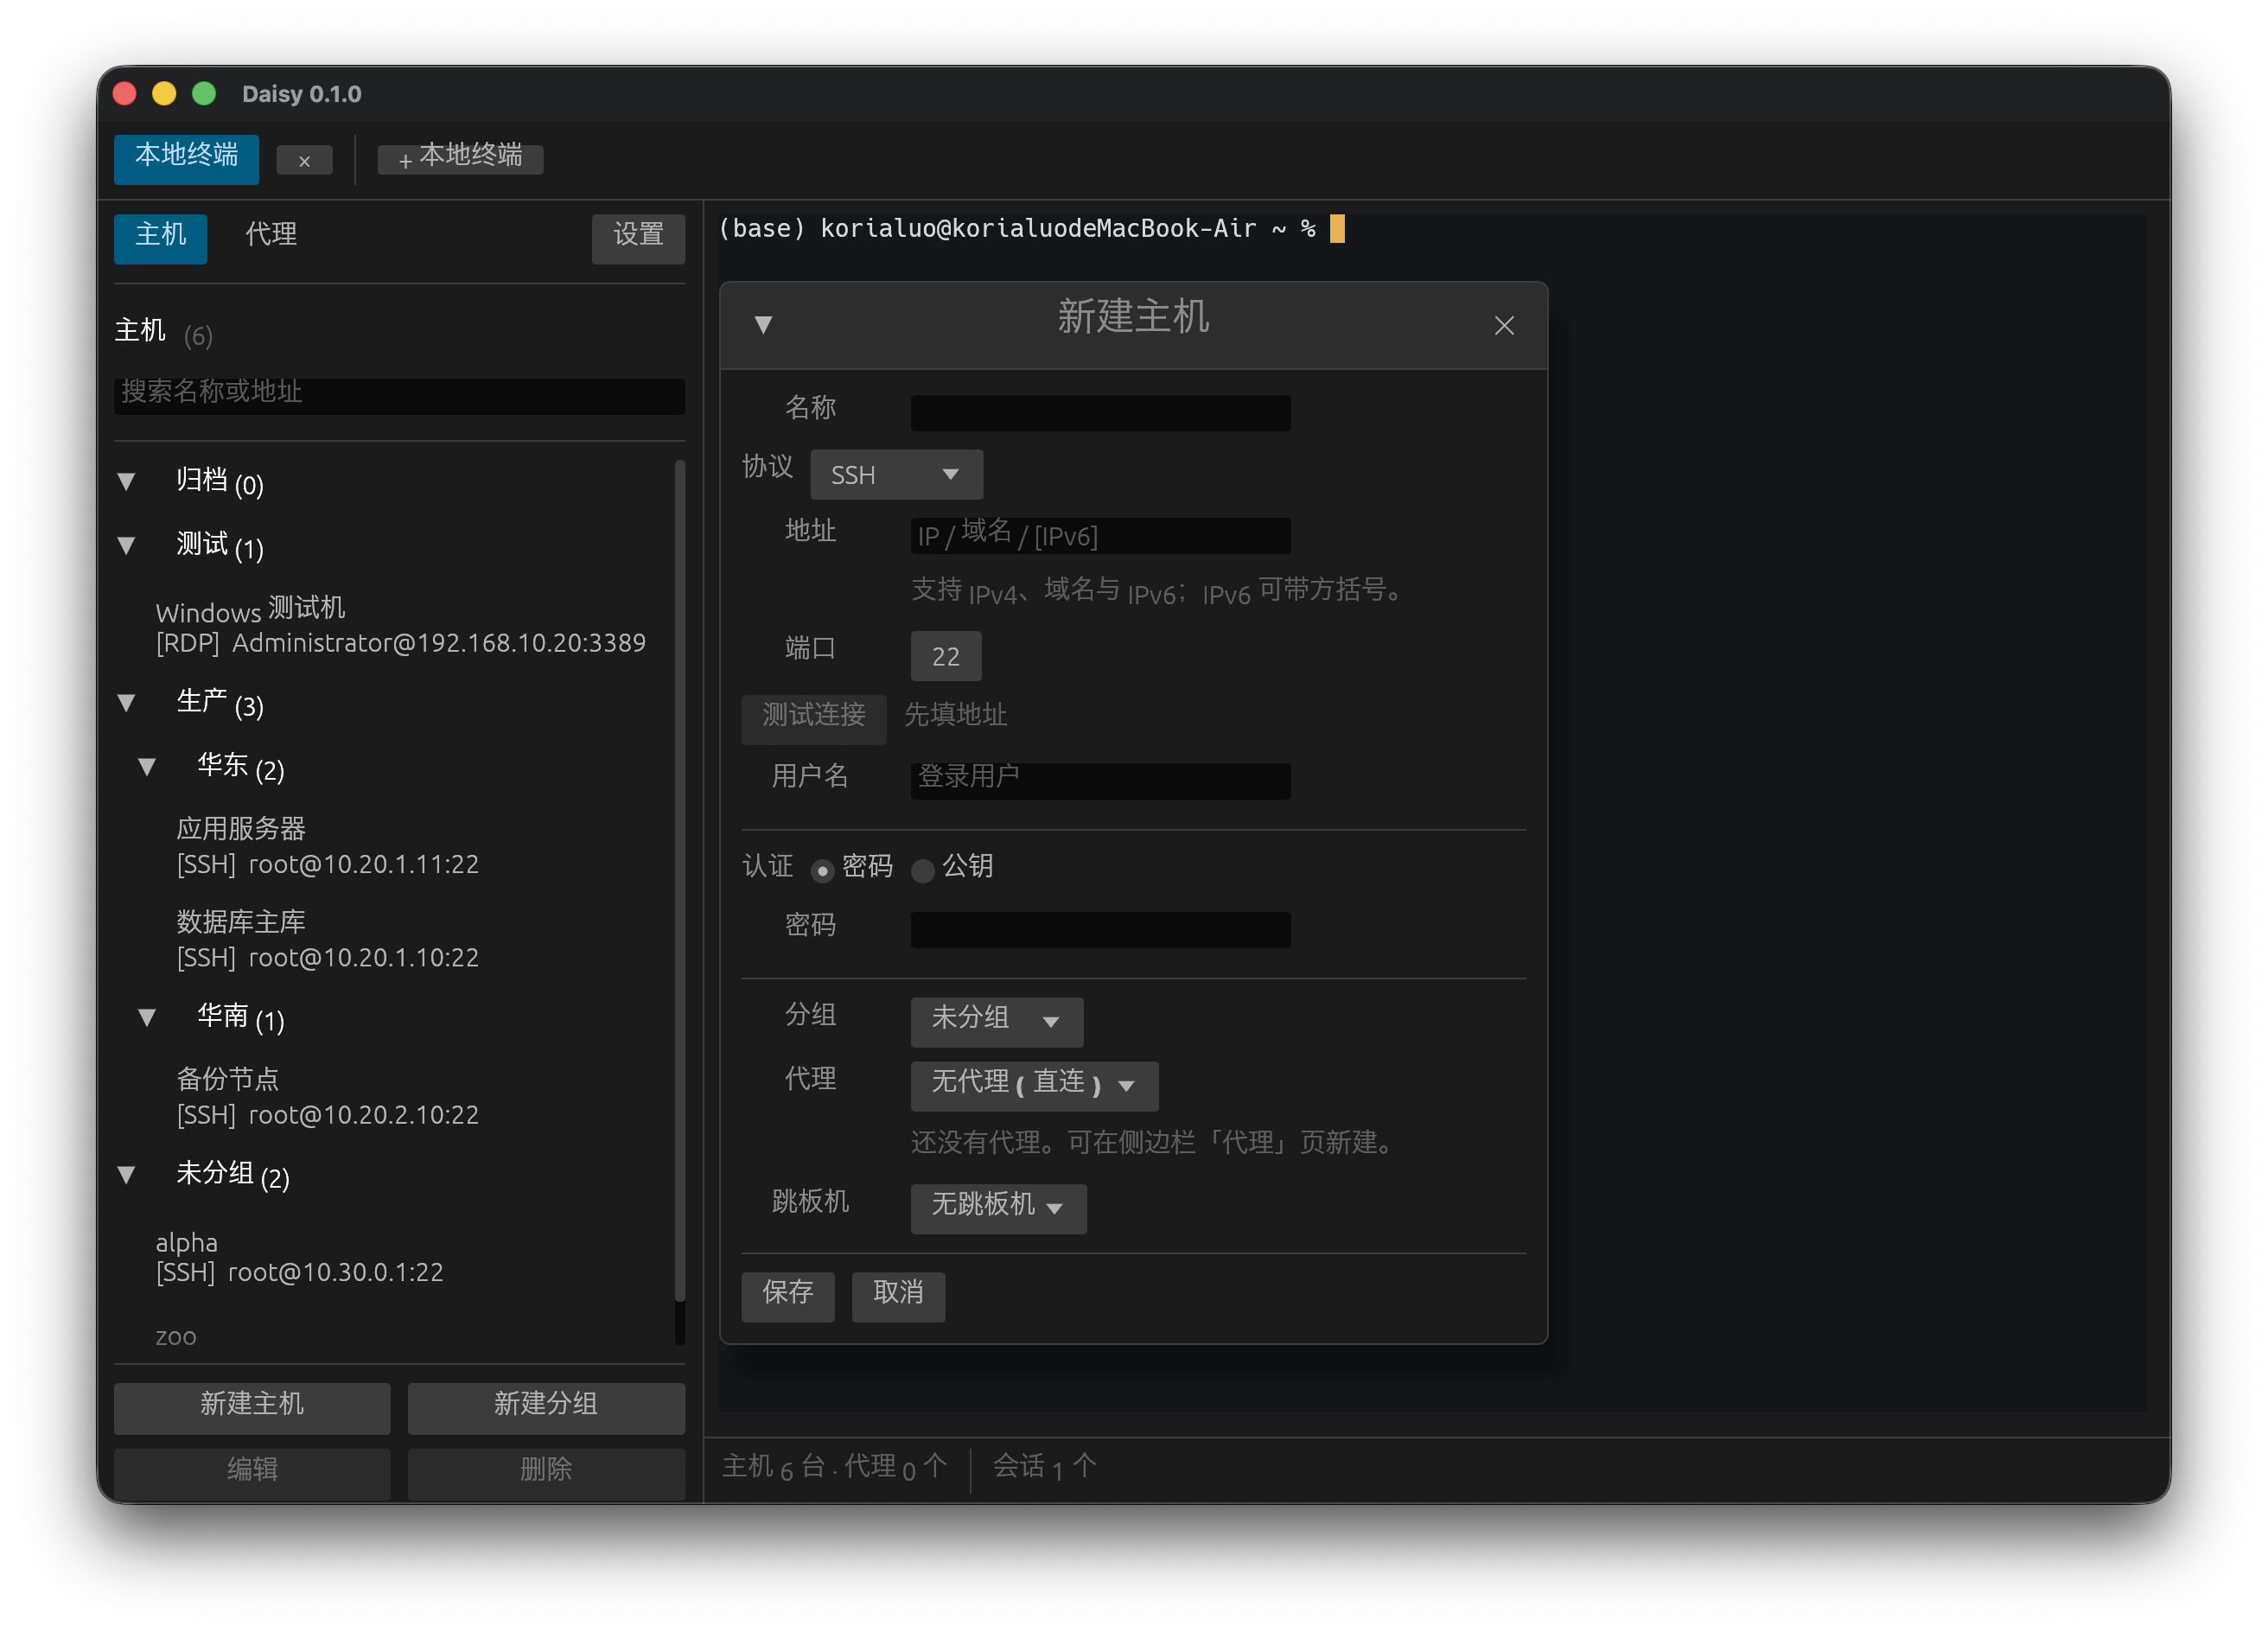 Daisy 0.1.0
本地终端 × + 本地终端
主机 代理 设置
主机 (6)
搜索名称或地址
归档 (0)
测试 (1)
Windows 测试机
[RDP] Administrator@192.168.10.20:3389
生产 (3)
华东 (2)
应用服务器
[SSH] root@10.20.1.11:22
数据库主库
[SSH] root@10.20.1.10:22
华南 (1)
备份节点
[SSH] root@10.20.2.10:22
未分组 (2)
alpha
[SSH] root@10.30.0.1:22
zoo
新建主机 新建分组
编辑 删除
(base) korialuo@korialuodeMacBook-Air ~ %
新建主机
名称
协议 SSH
地址 IP / 域名 / [IPv6]
支持 IPv4、域名与 IPv6；IPv6 可带方括号。
端口 22
测试连接 先填地址
用户名 登录用户
认证 密码 公钥
密码
分组 未分组
代理 无代理 ( 直连 )
还没有代理。可在侧边栏「代理」页新建。
跳板机 无跳板机
保存 取消
主机 6 台 · 代理 0 个 会话 1 个